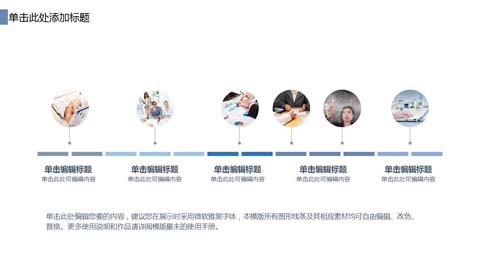 单击此处添加标题
单击编辑标题
单击此处可编辑内容
单击编辑标题
单击此处可编辑内容
单击编辑标题
单击此处可编辑内容
单击编辑标题
单击此处可编辑内容
单击编辑标题
单击此处可编辑内容
单击此处编辑您要的内容，建议您在展示时采用微软雅黑字体，本模版所有图形线条及其相应素材均可自由编辑、改色、
替换。更多使用说明和作品请详阅模版最末的使用手册。